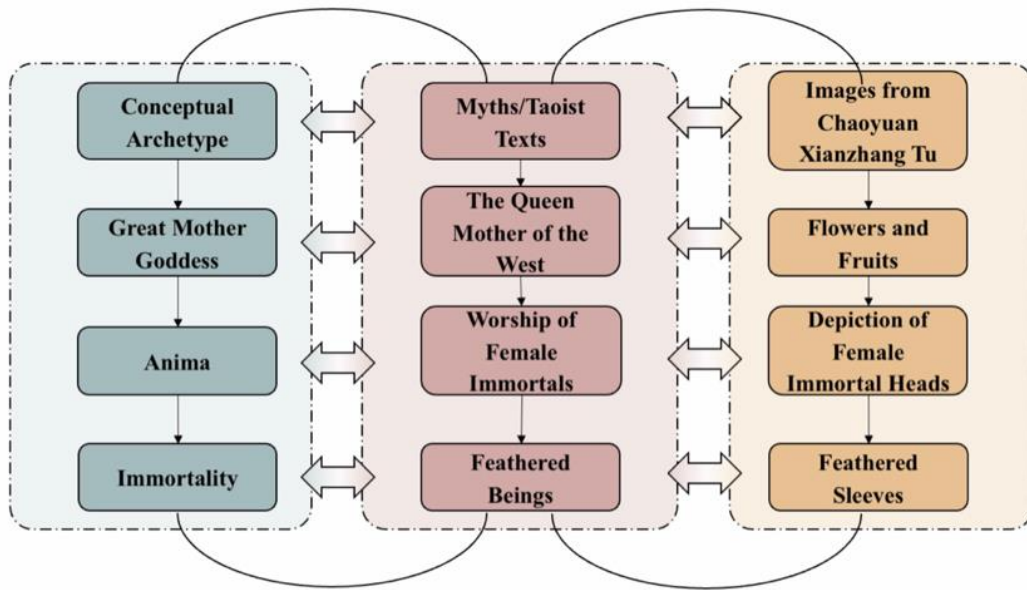 Conceptual
Archetype
Great Mother
Goddess
Anima
Immortality
Myths/Taoist
Texts
The Queen
Mother of the
West
Worship of
Female
Immortals
Feathered
Beings
Images from
Chaoyuan
Xianzhang Tu
Flowers and
Fruits
Depiction of
Female
Immortal Heads
Feathered
Sleeves